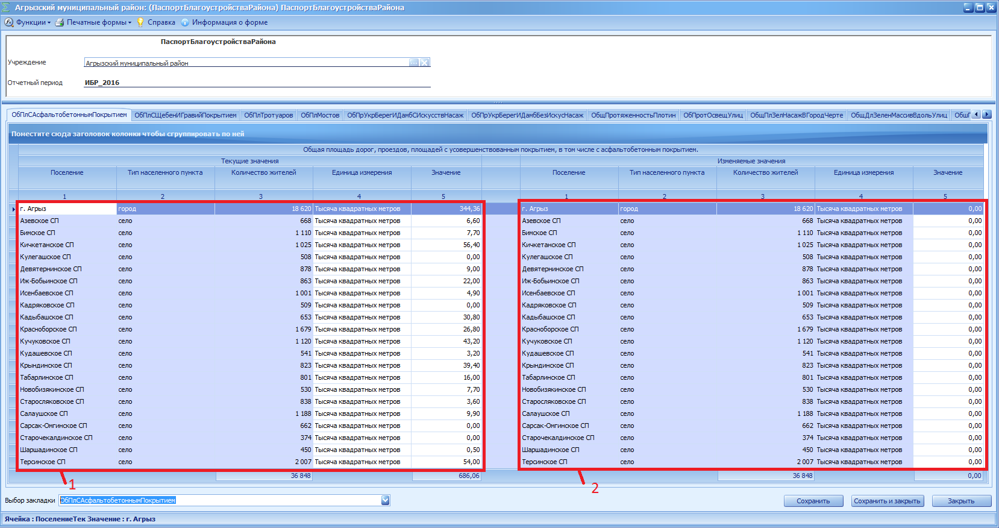 Агрызский муниципальный район: (ПаспортБлагоустройстваРайона) ПаспортБлагоустройстваРайона
Функции Печатные формы Справка Информация о форме
ПаспортБлагоустройстваРайона
Учреждение Агрызский муниципальный район
Отчетный период ИБР_2016
ОбПлСАсфальтобетоннымПокрытием ОбПлСЩебенИГравийПокрытием ОбПлТротуаров ОбПлМостов ОбПрУкрБерегИДамбСИскусствНасаж ОбПрУкрБерегИДамбБезИскусНасаж ОбщПротяженностьПлотин ОбПротОсвещУлиц ОбщПлЗелНасажВГородЧерте ОбщДлЗеленМассивВдольУлиц
Поместите сюда заголовок колонки чтобы сгруппировать по ней
Общая площадь дорог, проездов, площадей с усовершенствованным покрытием, в том числе с асфальтобетонным покрытием.
Текущие значения Изменяемые значения
Поселение Тип населенного пункта Количество жителей Единица измерения Значение Поселение Тип населенного пункта Количество жителей Единица измерения Значение
1 2 3 4 5 1 2 3 4 5
г. Агрыз город 18 620 Тысяча квадратных метров 344,36 г. Агрыз город 18 620 Тысяча квадратных метров 0,00
Азевское СП село 668 Тысяча квадратных метров 6,60 Азевское СП село 668 Тысяча квадратных метров 0,00
Бимское СП село 1 110 Тысяча квадратных метров 7,70 Бимское СП село 1 110 Тысяча квадратных метров 0,00
Кичкетанское СП село 1 025 Тысяча квадратных метров 56,40 Кичкетанское СП село 1 025 Тысяча квадратных метров 0,00
Кулегашское СП село 508 Тысяча квадратных метров 0,00 Кулегашское СП село 508 Тысяча квадратных метров 0,00
Девятернинское СП село 878 Тысяча квадратных метров 9,00 Девятернинское СП село 878 Тысяча квадратных метров 0,00
Иж-Бобьинское СП село 863 Тысяча квадратных метров 22,00 Иж-Бобьинское СП село 863 Тысяча квадратных метров 0,00
Исенбаевское СП село 1 001 Тысяча квадратных метров 4,90 Исенбаевское СП село 1 001 Тысяча квадратных метров 0,00
Кадряковское СП село 509 Тысяча квадратных метров 0,00 Кадряковское СП село 509 Тысяча квадратных метров 0,00
Кадыбашское СП село 653 Тысяча квадратных метров 30,80 Кадыбашское СП село 653 Тысяча квадратных метров 0,00
Красноборское СП село 1 679 Тысяча квадратных метров 26,80 Красноборское СП село 1 679 Тысяча квадратных метров 0,00
Кучуковское СП село 1 120 Тысяча квадратных метров 43,20 Кучуковское СП село 1 120 Тысяча квадратных метров 0,00
Кудашевское СП село 541 Тысяча квадратных метров 3,20 Кудашевское СП село 541 Тысяча квадратных метров 0,00
Крындинское СП село 823 Тысяча квадратных метров 39,40 Крындинское СП село 823 Тысяча квадратных метров 0,00
Табарлинское СП село 801 Тысяча квадратных метров 16,00 Табарлинское СП село 801 Тысяча квадратных метров 0,00
Новобизякинское СП село 530 Тысяча квадратных метров 7,70 Новобизякинское СП село 530 Тысяча квадратных метров 0,00
Старосляковское СП село 838 Тысяча квадратных метров 3,60 Старосляковское СП село 838 Тысяча квадратных метров 0,00
Салаушское СП село 1 188 Тысяча квадратных метров 9,90 Салаушское СП село 1 188 Тысяча квадратных метров 0,00
Сарсак-Омгинское СП село 662 Тысяча квадратных метров 0,00 Сарсак-Омгинское СП село 662 Тысяча квадратных метров 0,00
Старочекалдинское СП село 374 Тысяча квадратных метров 0,00 Старочекалдинское СП село 374 Тысяча квадратных метров 0,00
Шаршадинское СП село 450 Тысяча квадратных метров 0,50 Шаршадинское СП село 450 Тысяча квадратных метров 0,00
Терсинское СП село 2 007 Тысяча квадратных метров 54,00 Терсинское СП село 2 007 Тысяча квадратных метров 0,00
36 848 686,06 36 848 0,00
1 2
Выбор закладки ОбПлСАсфальтобетоннымПокрытием Сохранить Сохранить и закрыть Закрыть
Ячейка : ПоселениеТек Значение : г. Агрыз